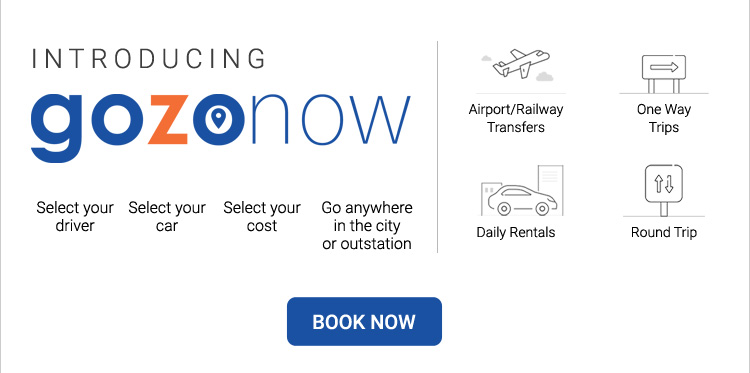 INTRODUCING
gozonow
Select your
driver
Select your
car
Select your
cost
Go anywhere
in the city
or outstation
Airport/Railway
Transfers
One Way
Trips
Daily Rentals
Round Trip
BOOK NOW